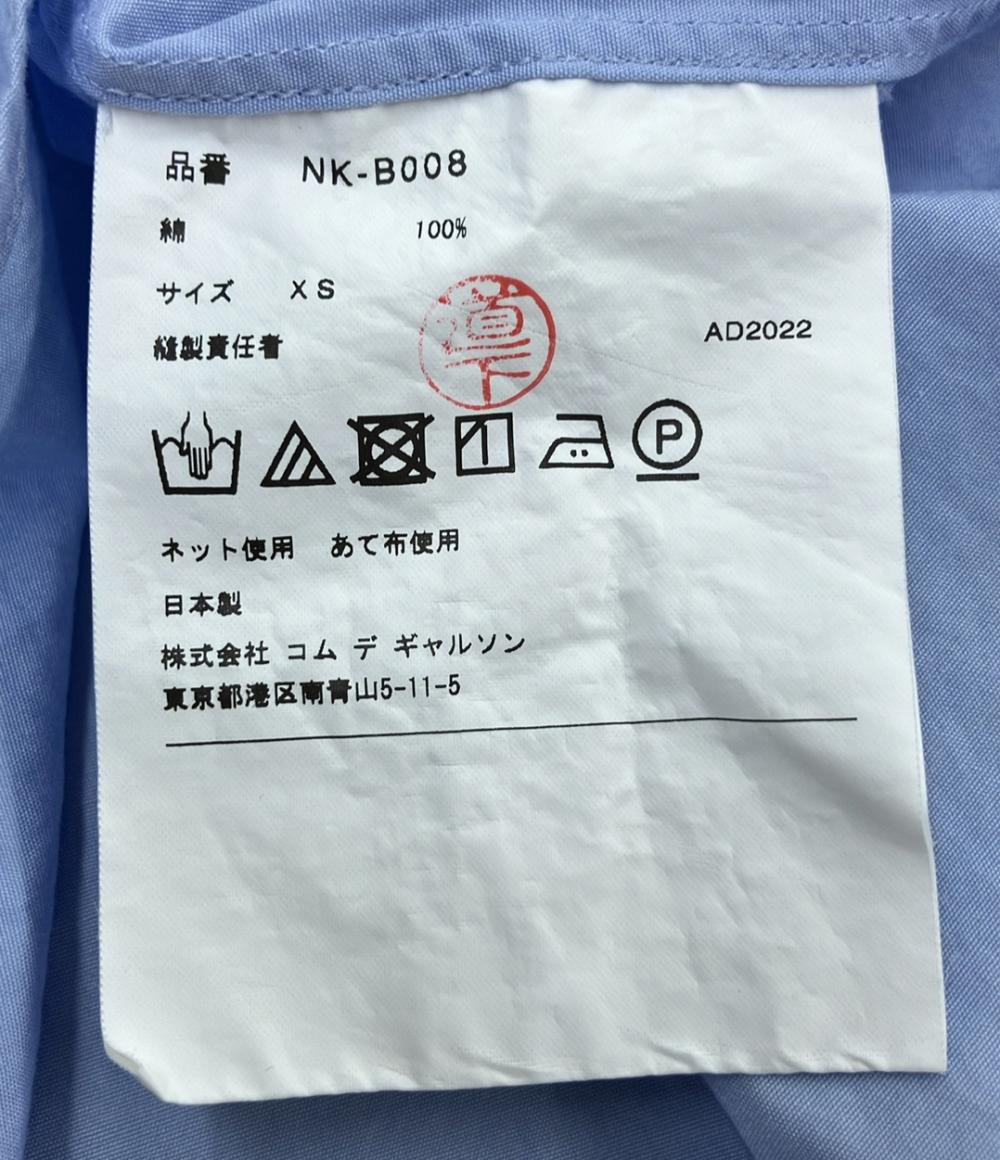 品番 NK-B008
綿 100%
サイズ XS
縫製責任者
AD2022
P
ネット使用 あて布使用
日本製
株式会社 コム デ ギャルソン
東京都港区南青山5-11-5